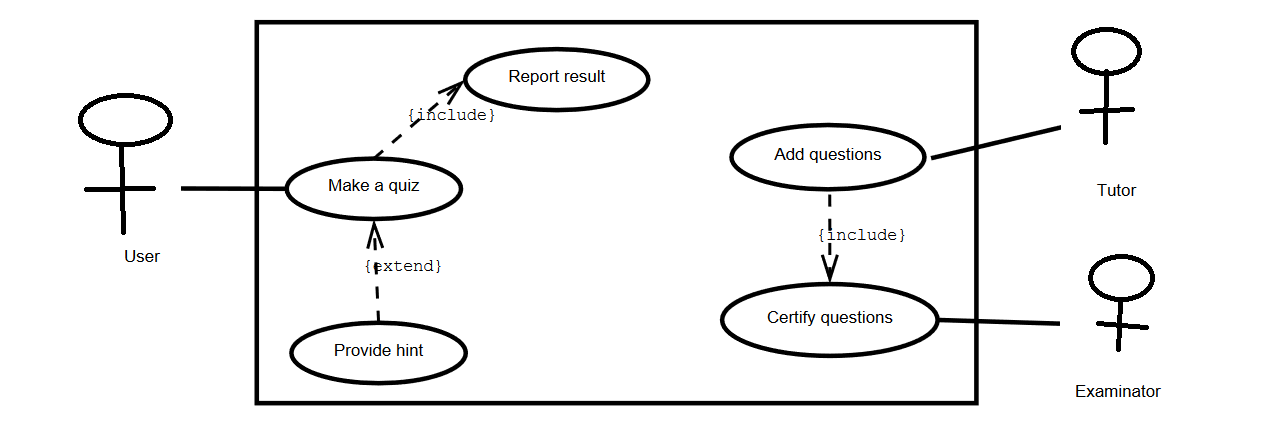 Report result
{include}
Make a quiz
User
{extend}
Provide hint
Add questions
{include}
Certify questions
Tutor
Examinator